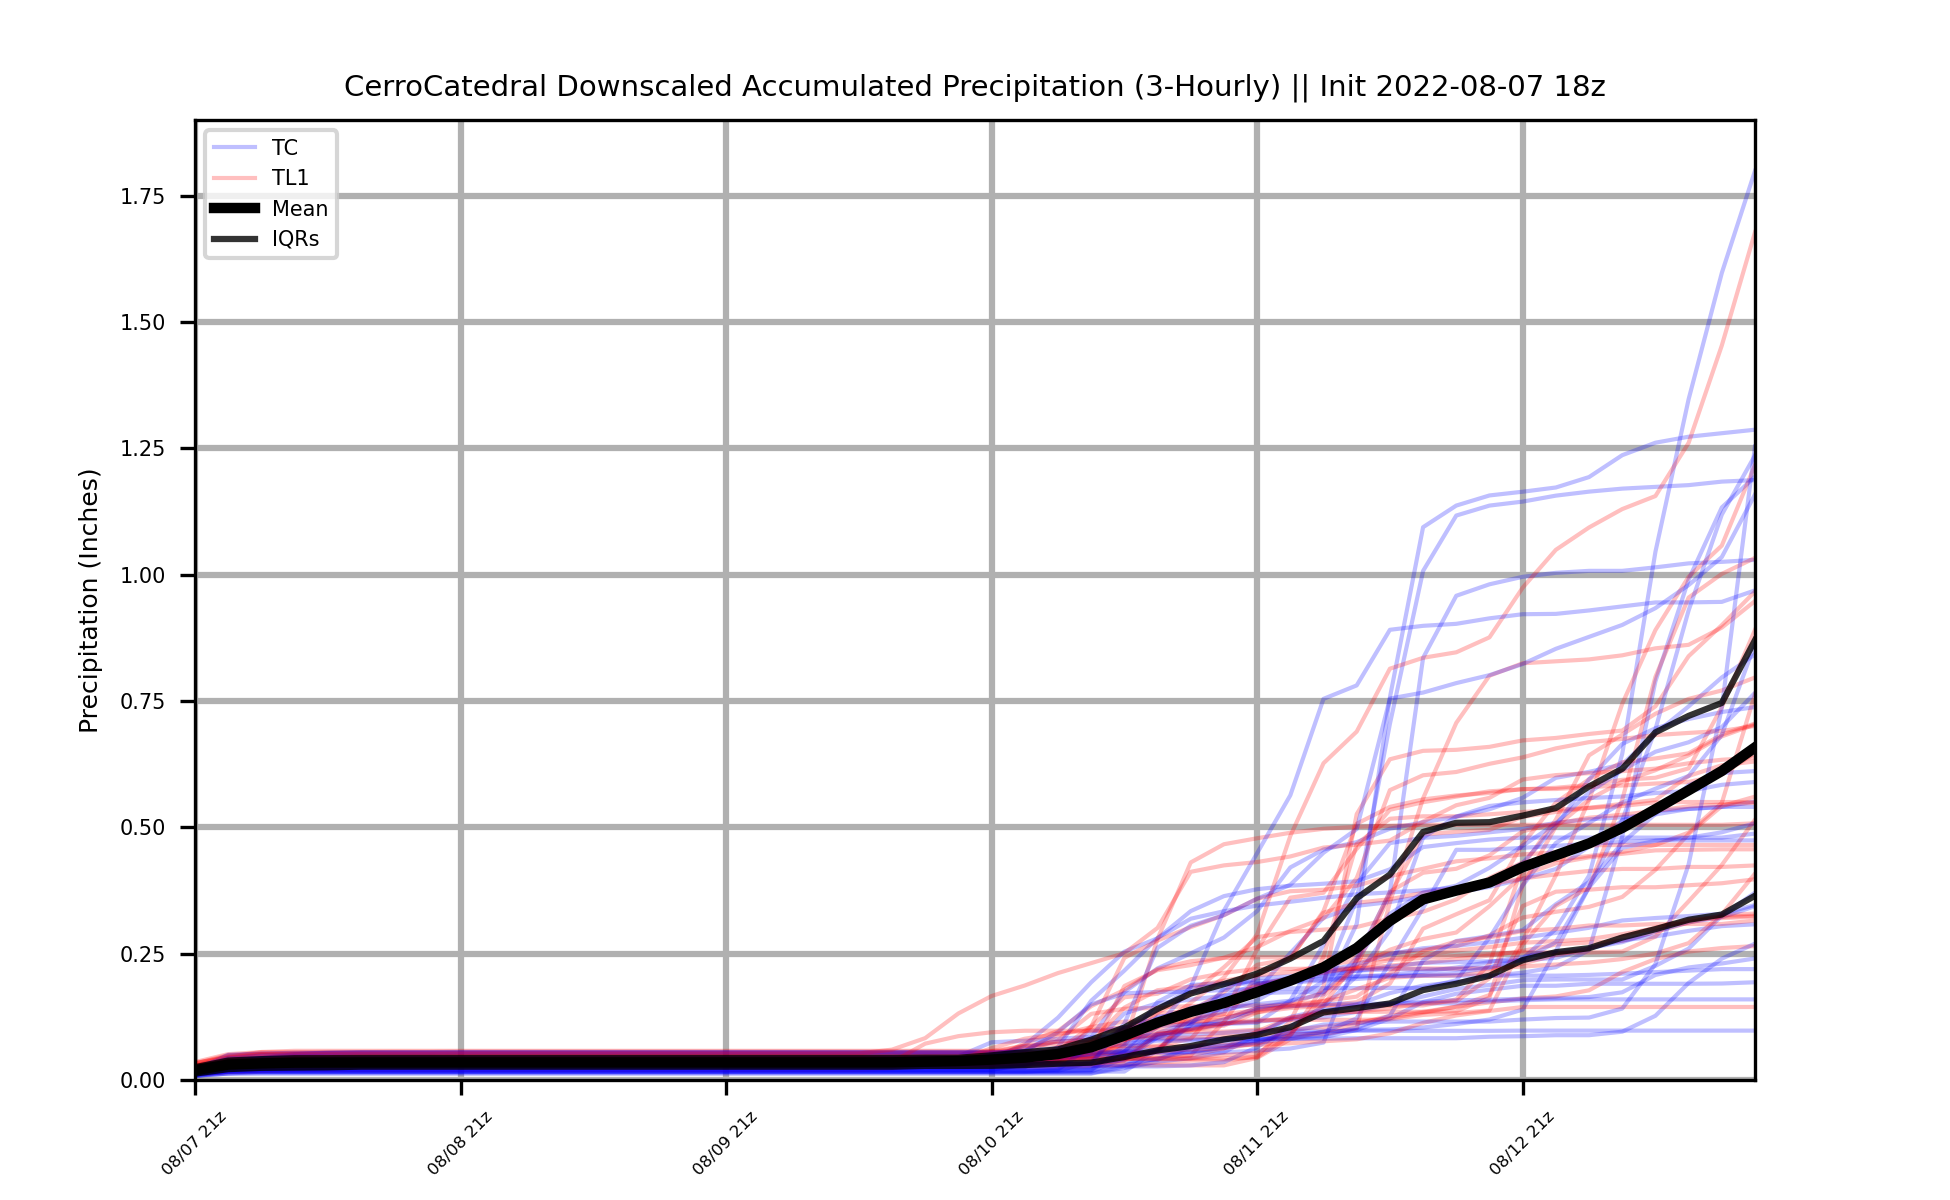 CerroCatedral Downscaled Accumulated Precipitation (3-Hourly) || Init 2022-08-07 18z
TC
TL1
Mean
IQRs
Precipitation (Inches)
1.75
1.50
1.25
1.00
0.75
0.50
0.25
0.00
08/07 21z
08/08 21z
08/09 21z
08/10 21z
08/11 21z
08/12 21z